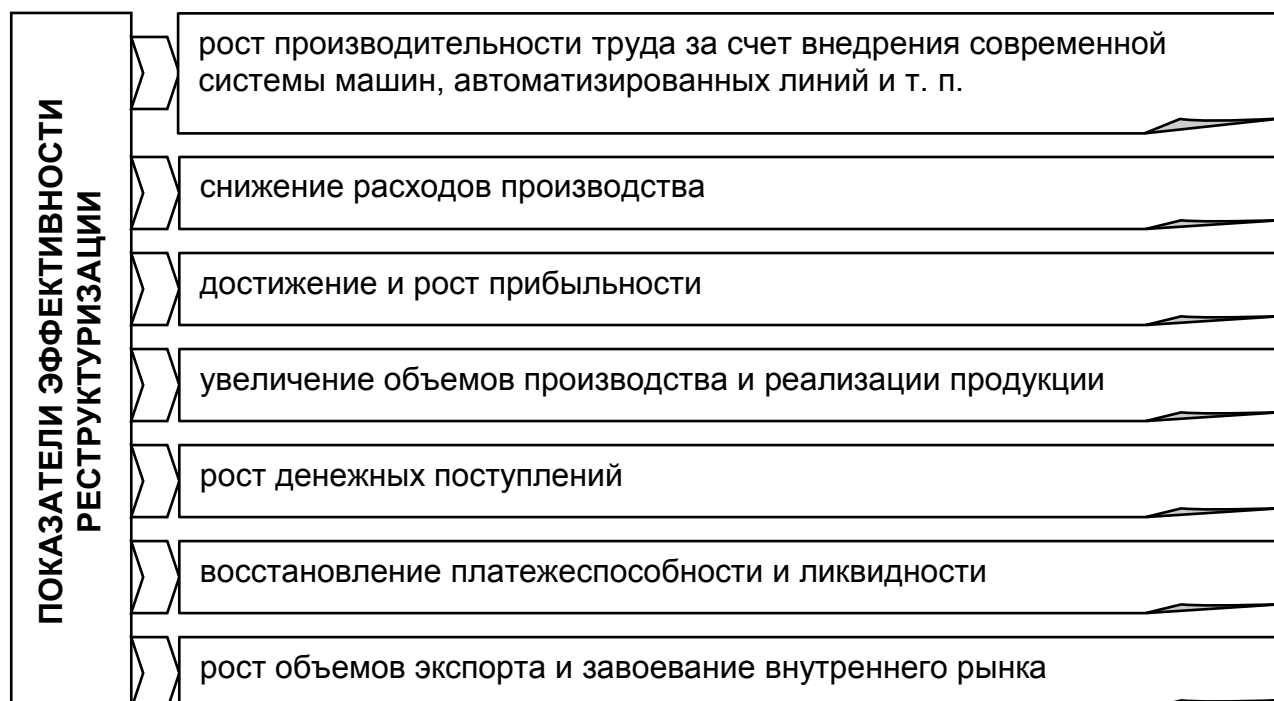 ПОКАЗАТЕЛИ ЭФФЕКТИВНОСТИ
РЕСТРУКТУРИЗАЦИИ
рост производительности труда за счет внедрения современной
системы машин, автоматизированных линий и т. п.
снижение расходов производства
достижение и рост прибыльности
увеличение объемов производства и реализации продукции
рост денежных поступлений
восстановление платежеспособности и ликвидности
рост объемов экспорта и завоевание внутреннего рынка